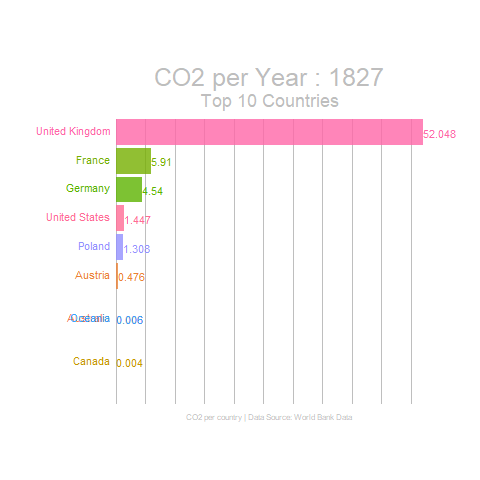 CO2 per Year : 1827
Top 10 Countries
United Kingdom 52.048
France 5.91
Germany 4.54
United States 1.447
Poland 1.303
Austria 0.476
Oceania 0.006
Canada 0.004
CO2 per country | Data Source: World Bank Data